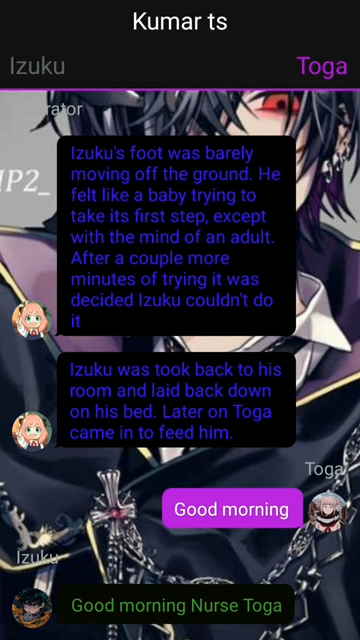 Kumar ts
Izuku
Toga
rator
IP2_
Izuku's foot was barely
moving off the ground. He
felt like a baby trying to
take its first step, except
with the mind of an adult.
After a couple more
minutes of trying it was
decided Izuku couldn't do
it
Izuku was took back to his
room and laid back down
on his bed. Later on Toga
came in to feed him.
Toga
Good morning
Izuku
Good morning Nurse Toga